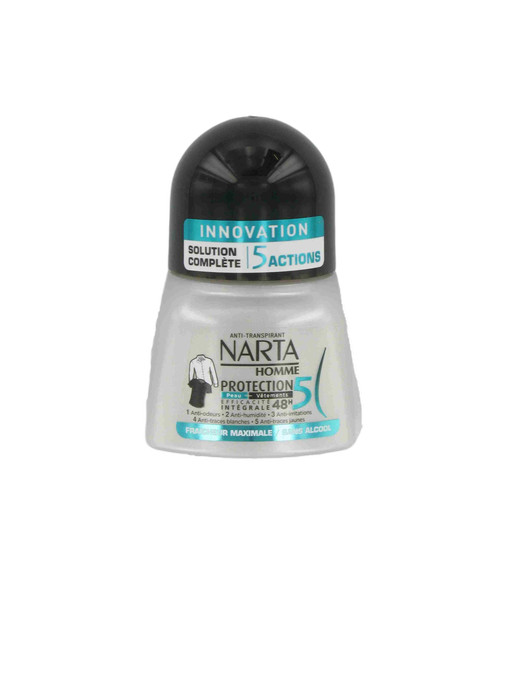 INNOVATION
SOLUTION
COMPLÈTE
5 ACTIONS
ANTI-TRANSPIRANT
NARTA
HOMME
PROTECTION 5
Peau + Vêtements
EFFICACITÉ
INTÉGRALE 48H
1 Anti-odeurs • 2 Anti-humidité • 3 Anti-irritations
4 Anti-traces blanches • 5 Anti-traces jaunes
MAXIMALE ALCOOL